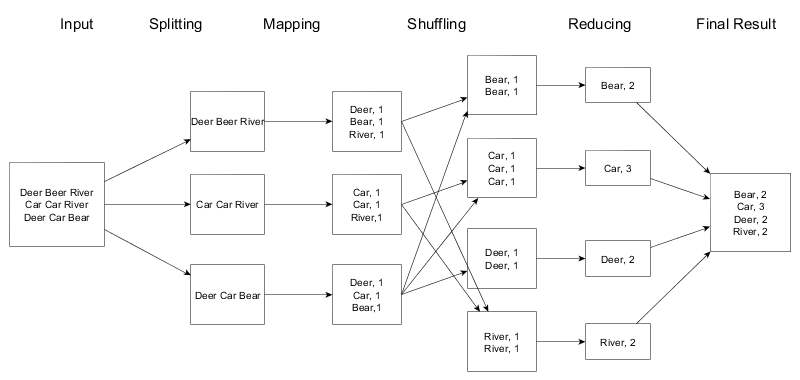 Input
Splitting
Mapping
Shuffling
Reducing
Final Result
Deer Beer River
Car Car River
Deer Car Bear
Deer Beer River
Car Car River
Deer Car Bear
Deer, 1
Bear, 1
River, 1
Car, 1
Car, 1
River,1
Deer, 1
Car, 1
Bear,1
Bear, 1
Bear, 1
Car, 1
Car, 1
Car, 1
Deer, 1
Deer, 1
River, 1
River, 1
Bear, 2
Car, 3
Deer, 2
River, 2
Bear, 2
Car, 3
Deer, 2
River, 2